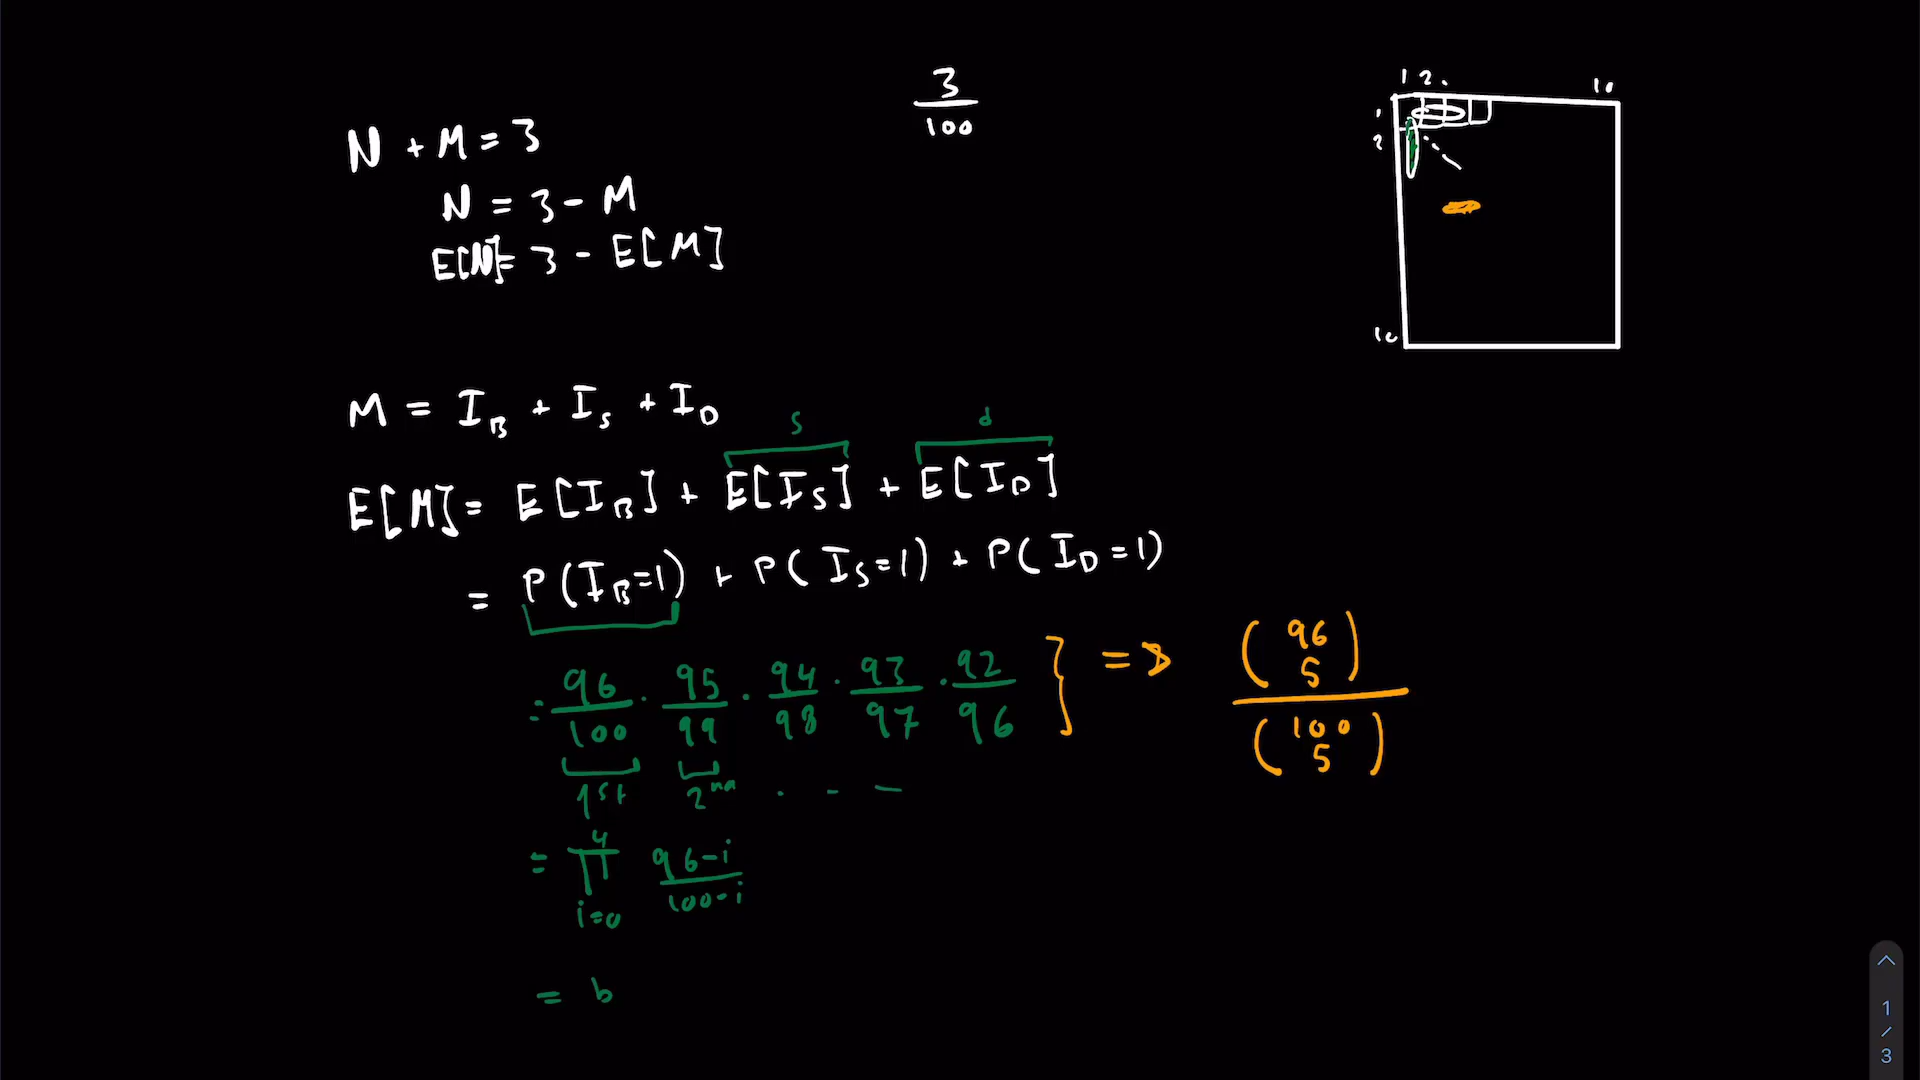 3
100
1 2 . 10
1
2
10
N + M = 3
N = 3 - M
E[N] = 3 - E[M]
M = I_B + I_S + I_D
s d
E[M] = E[I_B] + E[I_S] + E[I_D]
= P(I_B=1) + P(I_S=1) + P(I_D=1)
= 96/100 · 95/99 · 94/98 · 93/97 · 92/96 } => (96 5)/(100 5)
1st 2nd . - —
= ∏ i=0 4 96-i/100-i
= b
1
/
3